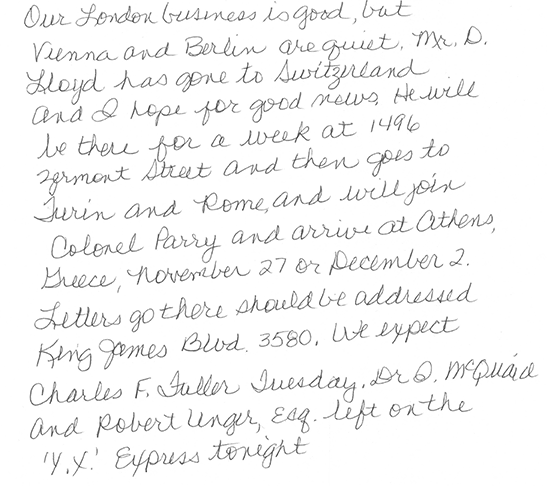 Our London business is good, but
Vienna and Berlin are quiet. Mr. D.
Lloyd has gone to Switzerland
and I hope for good news. He will
be there for a week at 1496
Zermont Street and then goes to
Turin and Rome, and will join
Colonel Parry and arrive at Athens,
Greece, November 27 or December 2.
Letters go there should be addressed
King James Blvd. 3580. We expect
Charles F. Fuller Tuesday. Dr D. McQuaid
and Robert Unger, Esq. left on the
'Y.X.' Express tonight